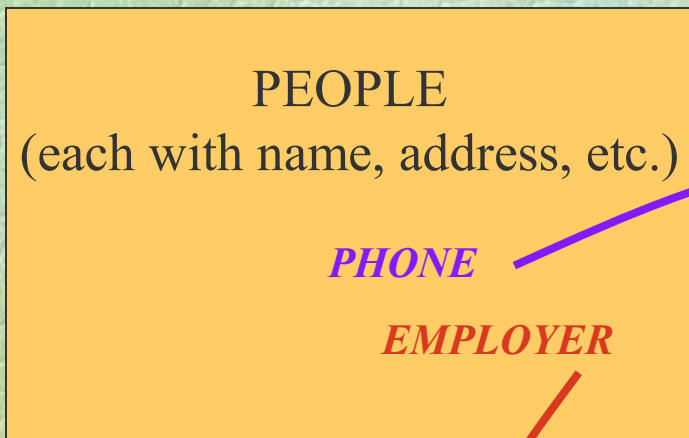 PEOPLE
(each with name, address, etc.)
PHONE
EMPLOYER